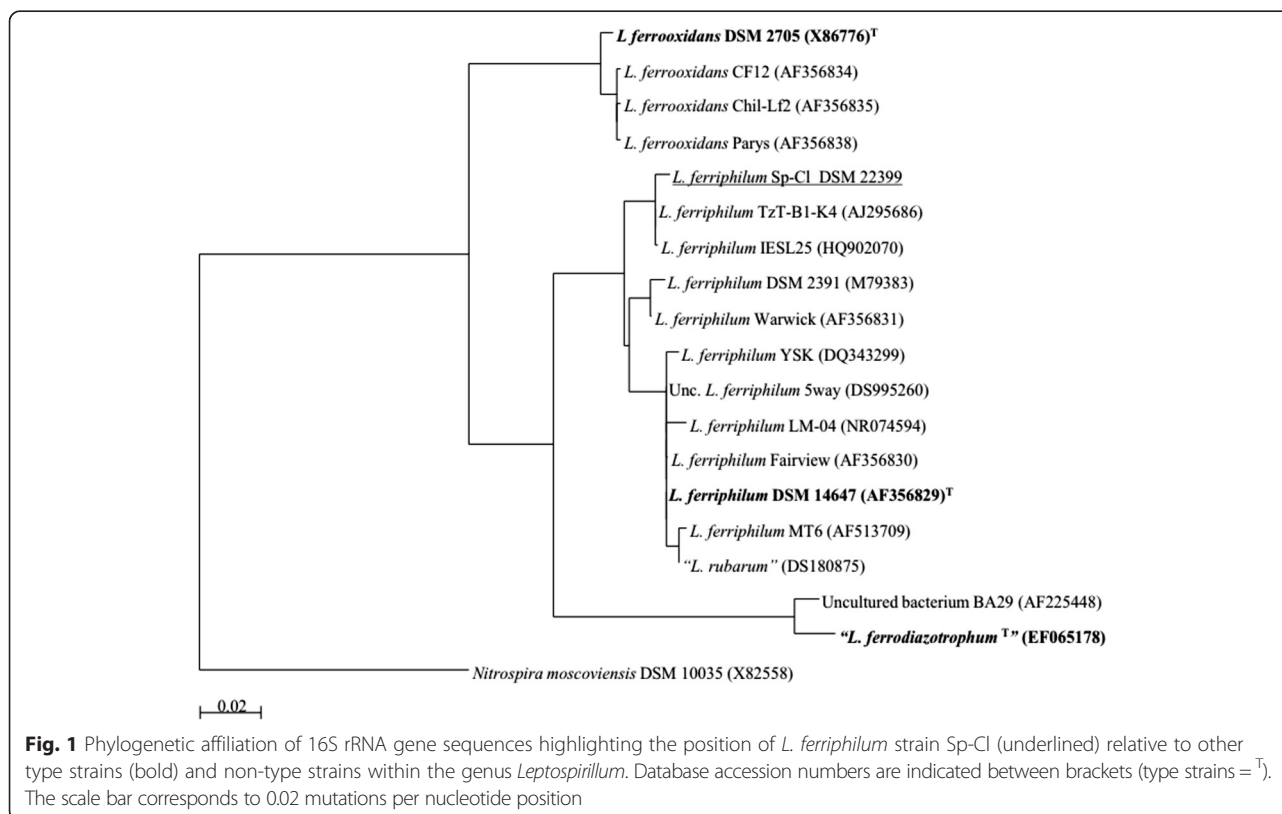 L ferrooxidans DSM 2705 (X86776)T
L. ferrooxidans CF12 (AF356834)
L. ferrooxidans Chil-Lf2 (AF356835)
L. ferrooxidans Parys (AF356838)
L. ferriphilum Sp-Cl DSM 22399
L. ferriphilum TzT-B1-K4 (AJ295686)
L. ferriphilum IESL25 (HQ902070)
L. ferriphilum DSM 2391 (M79383)
L. ferriphilum Warwick (AF356831)
L. ferriphilum YSK (DQ343299)
Unc. L. ferriphilum 5way (DS995260)
L. ferriphilum LM-04 (NR074594)
L. ferriphilum Fairview (AF356830)
L. ferriphilum DSM 14647 (AF356829)T
L. ferriphilum MT6 (AF513709)
"L. rubarum" (DS180875)
Uncultured bacterium BA29 (AF225448)
"L. ferrodiazotrophum T" (EF065178)
Nitrospira moscoviensis DSM 10035 (X82558)
0.02
Fig. 1 Phylogenetic affiliation of 16S rRNA gene sequences highlighting the position of L. ferriphilum strain Sp-Cl (underlined) relative to other
type strains (bold) and non-type strains within the genus Leptospirillum. Database accession numbers are indicated between brackets (type strains = T).
The scale bar corresponds to 0.02 mutations per nucleotide position